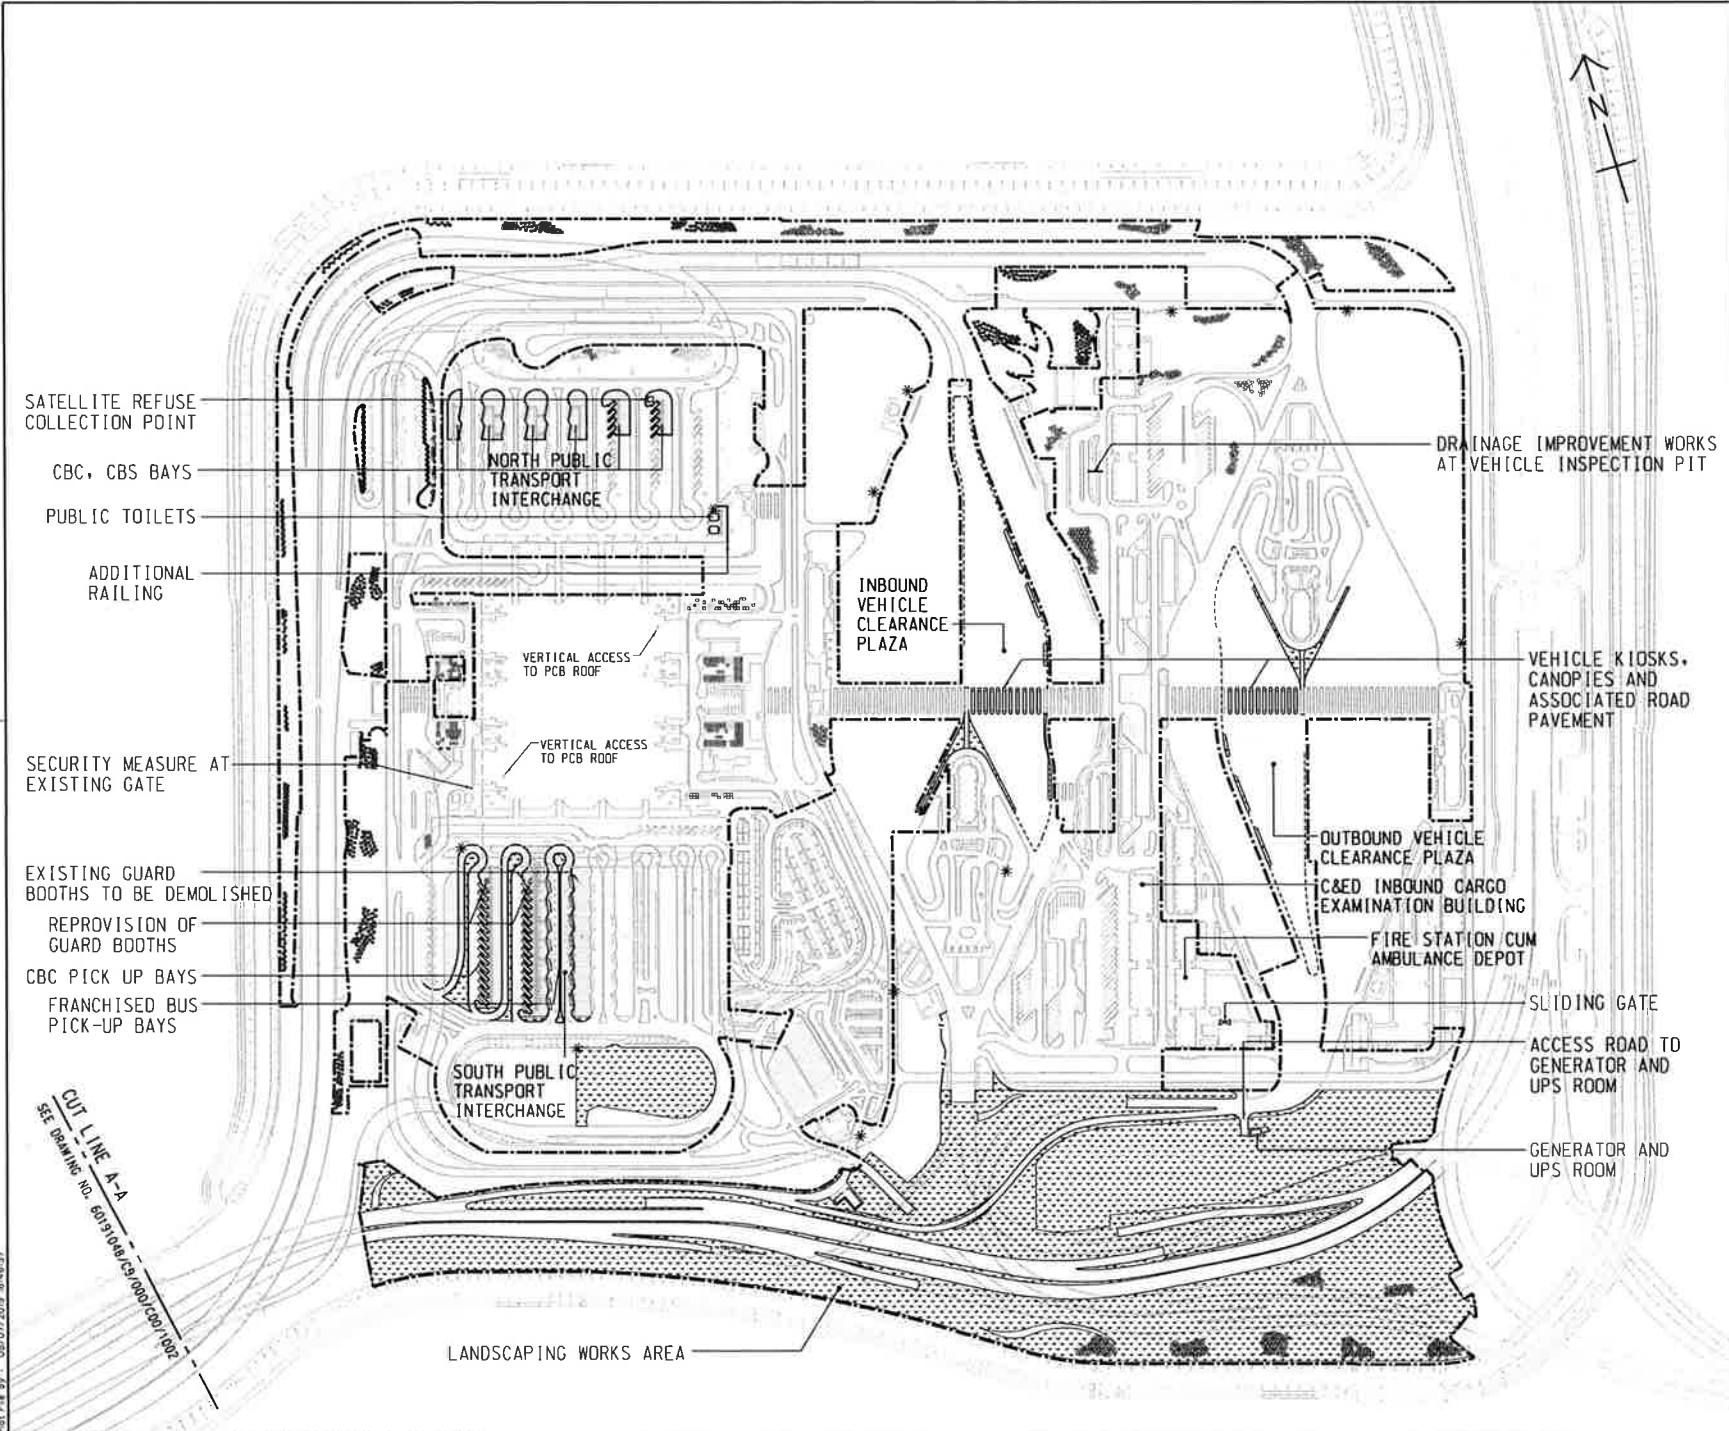 N
SATELLITE REFUSE
COLLECTION POINT
CBC, CBS BAYS
PUBLIC TOILETS
ADDITIONAL
RAILING
NORTH PUBLIC
TRANSPORT
INTERCHANGE
INBOUND
VEHICLE
CLEARANCE
PLAZA
DRAINAGE IMPROVEMENT WORKS
AT VEHICLE INSPECTION PIT
VERTICAL ACCESS
TO PCB ROOF
VERTICAL ACCESS
TO PCB ROOF
VEHICLE KIOSKS,
CANOPIES AND
ASSOCIATED ROAD
PAVEMENT
SECURITY MEASURE AT
EXISTING GATE
EXISTING GUARD
BOOTHS TO BE DEMOLISHED
REPROVISION OF
GUARD BOOTHS
CBC PICK UP BAYS
FRANCHISED BUS
PICK-UP BAYS
OUTBOUND VEHICLE
CLEARANCE PLAZA
C&ED INBOUND CARGO
EXAMINATION BUILDING
FIRE STATION CUM
AMBULANCE DEPOT
SLIDING GATE
ACCESS ROAD TO
GENERATOR AND
UPS ROOM
GENERATOR AND
UPS ROOM
SOUTH PUBLIC
TRANSPORT
INTERCHANGE
CUT LINE A-A
SEE DRAWING NO. 60191048/C9/000/C00/1002
LANDSCAPING WORKS AREA